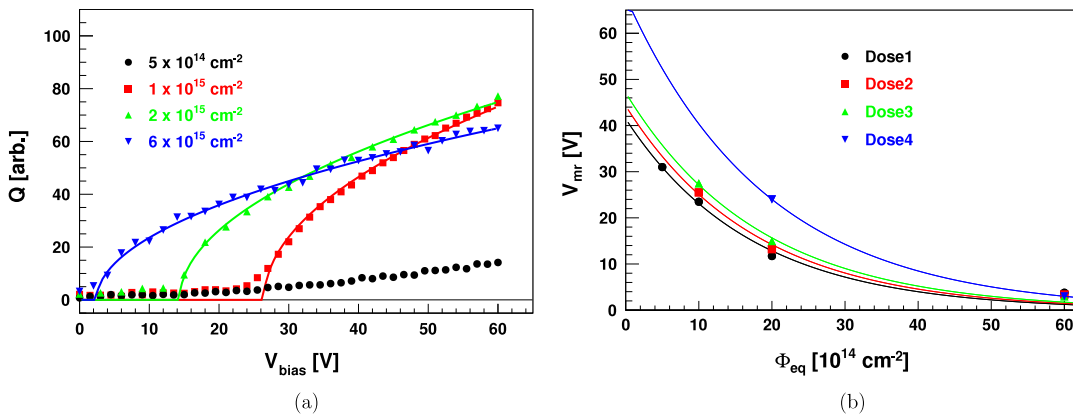 Q [arb.]
100
80
60
40
20
0
5 x 10¹⁴ cm⁻²
1 x 10¹⁵ cm⁻²
2 x 10¹⁵ cm⁻²
6 x 10¹⁵ cm⁻²
0 10 20 30 40 50 60
V_bias [V]
(a)
V_mr [V]
60
50
40
30
20
10
0
Dose1
Dose2
Dose3
Dose4
0 10 20 30 40 50 60
Φ_eq [10¹⁴ cm⁻²]
(b)